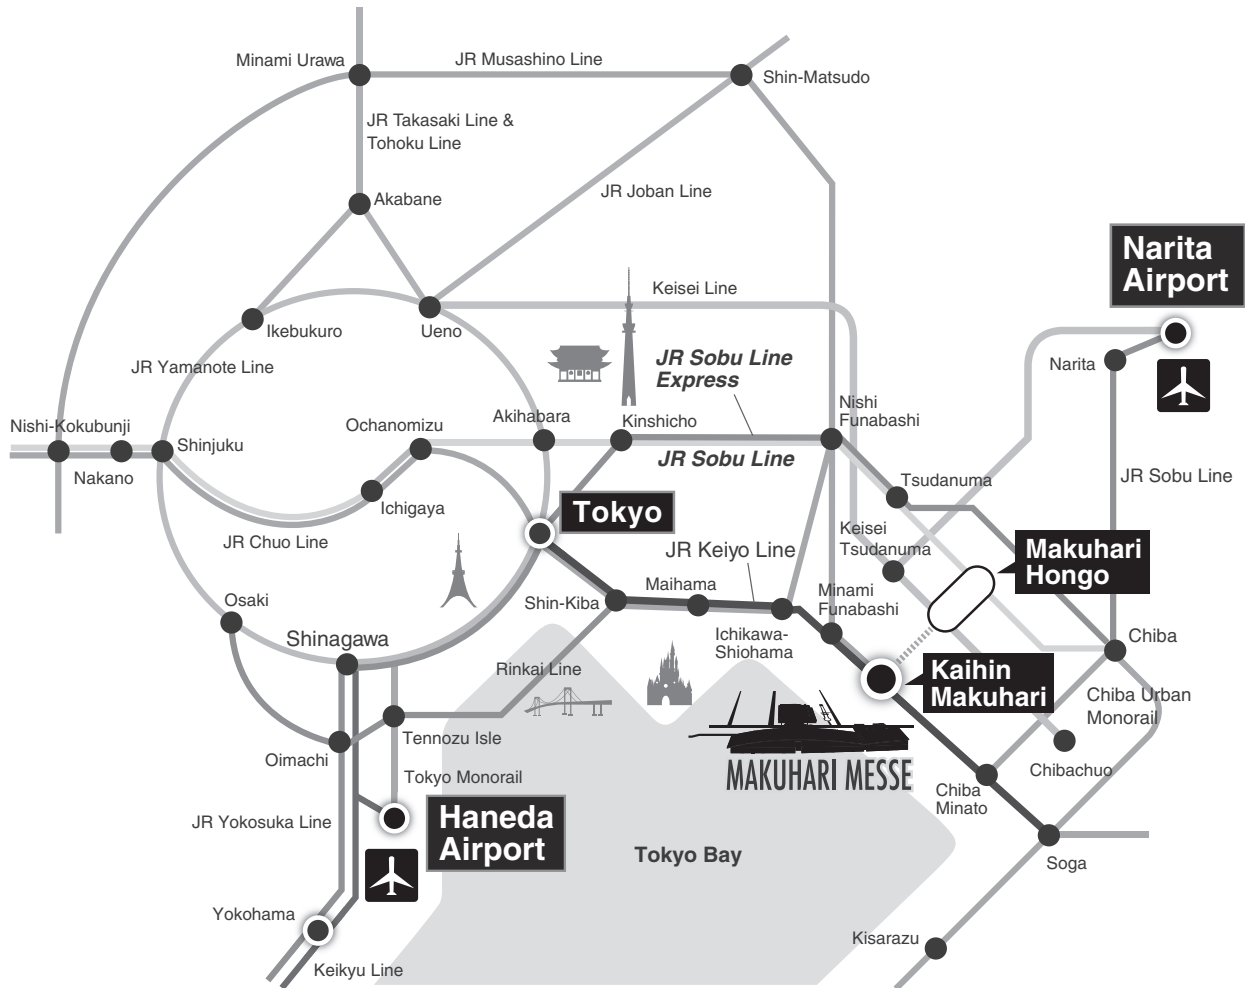 Minami Urawa
JR Musashino Line
Shin-Matsudo
JR Takasaki Line &
Tohoku Line
JR Joban Line
Akabane
Narita
Airport
Keisei Line
Ikebukuro
Ueno
JR Yamanote Line
JR Sobu Line
Express
Narita
Nishi-Kokubunji
Nakano
Shinjuku
Ochanomizu
Akihabara
Kinshicho
Nishi
Funabashi
JR Sobu Line
Ichigaya
Tsudanuma
JR Sobu Line
Tokyo
JR Chuo Line
JR Keiyo Line
Keisei
Tsudanuma
Makuhari
Hongo
Osaki
Shin-Kiba
Maihama
Minami
Funabashi
Shinagawa
Ichikawa-
Shiohama
Chiba
Rinkai Line
Kaihin
Makuhari
Chiba Urban
Monorail
Tennozu Isle
Oimachi
MAKUHARI MESSE
Chibachuo
Tokyo Monorail
Chiba
Minato
JR Yokosuka Line
Haneda
Airport
Tokyo Bay
Soga
Yokohama
Kisarazu
Keikyu Line